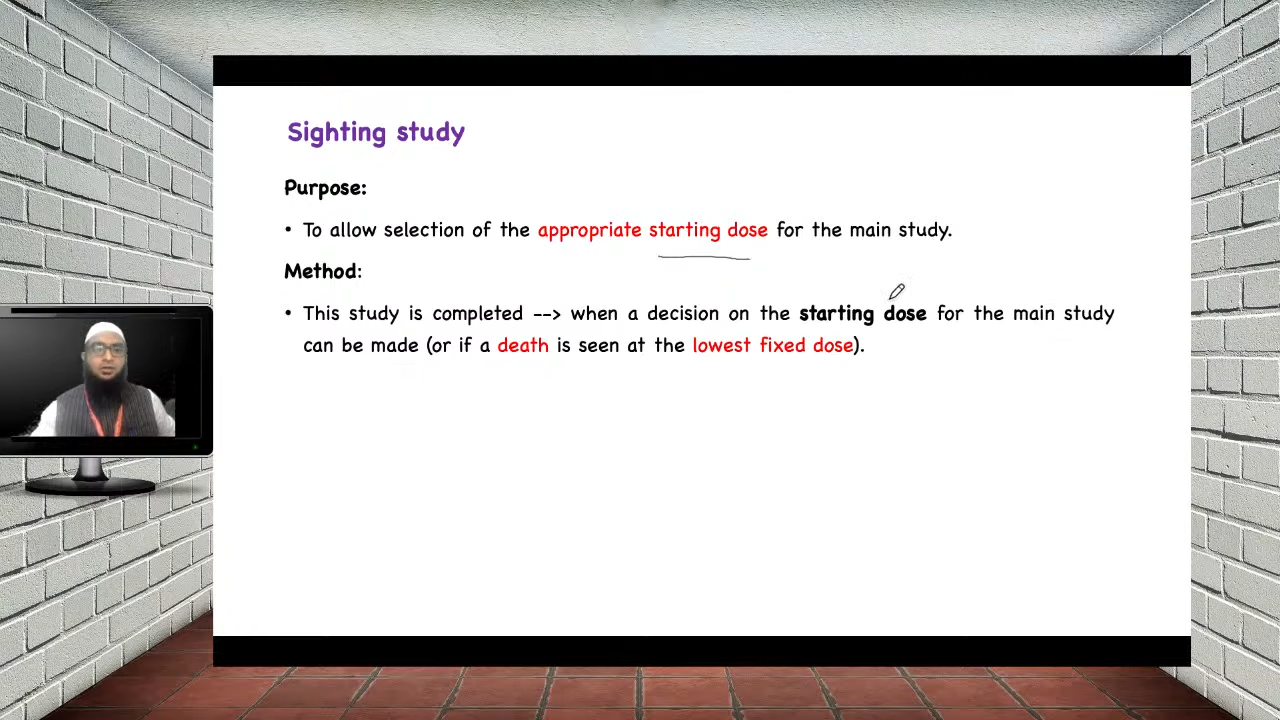 Sighting study
Purpose:
• To allow selection of the appropriate starting dose for the main study.
Method:
• This study is completed --> when a decision on the starting dose for the main study
can be made (or if a death is seen at the lowest fixed dose).